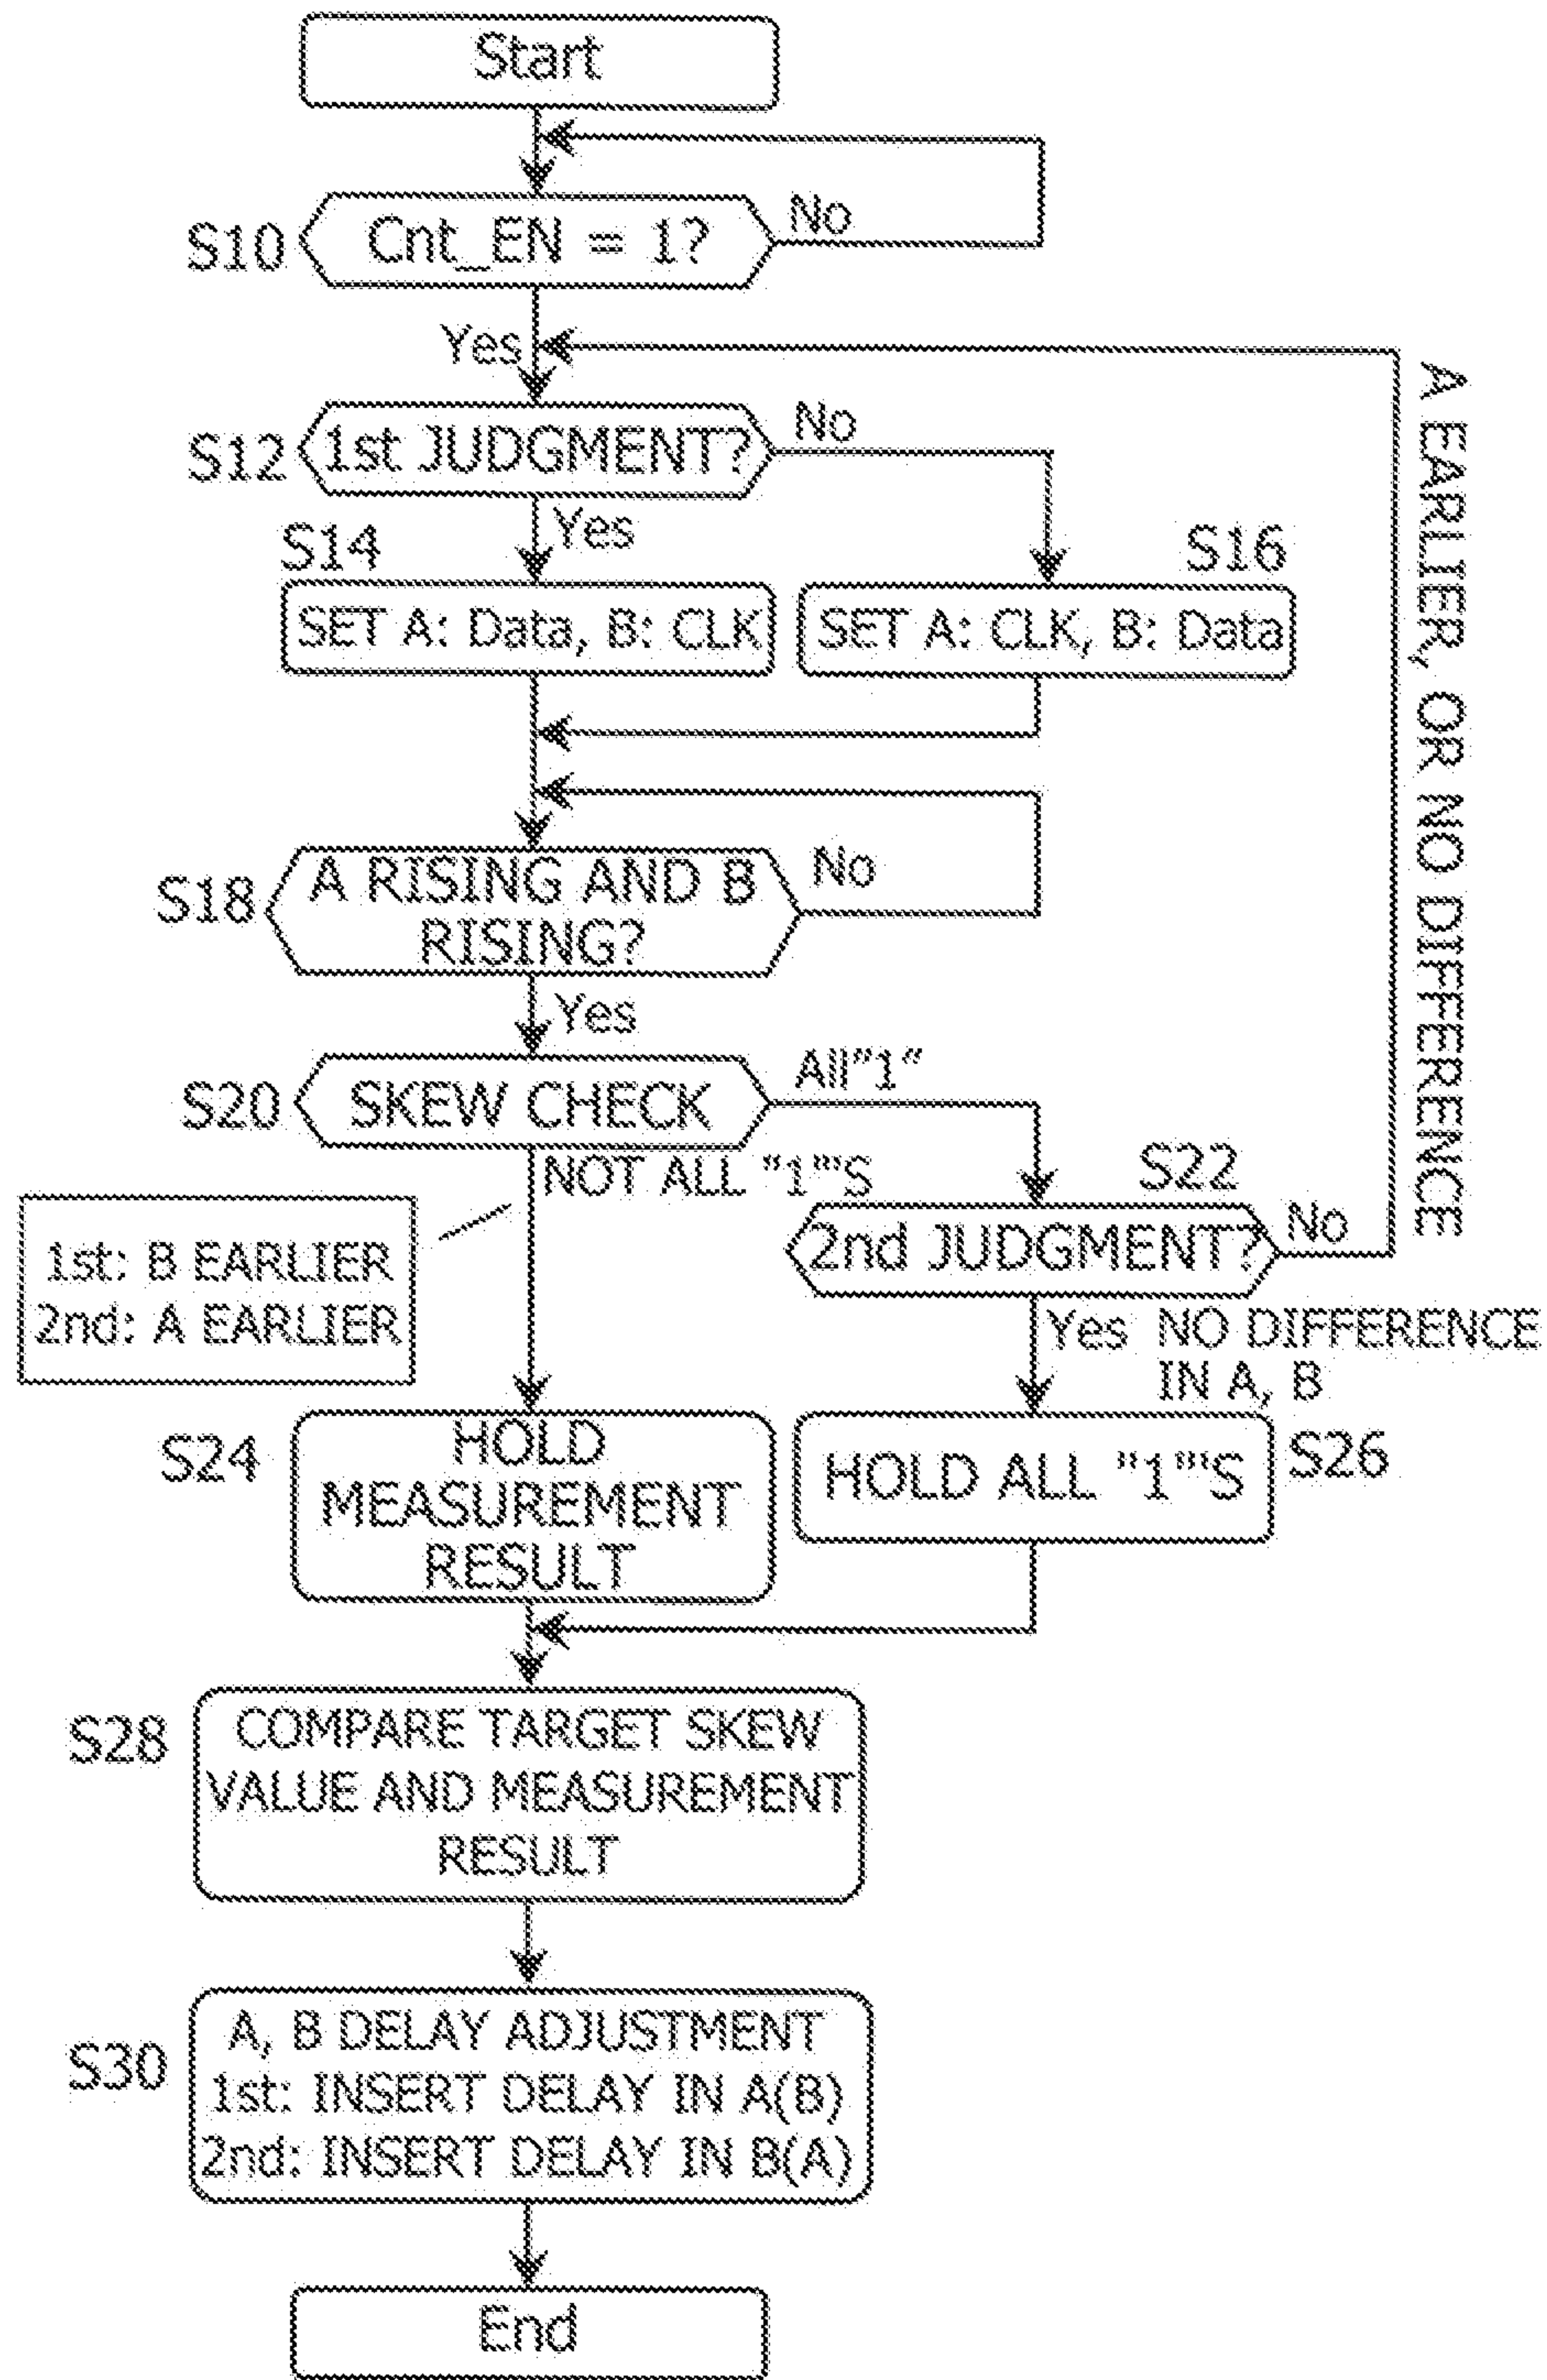 Start
S10
Cnt_EN = 1?
No
Yes
S12
1st JUDGMENT?
No
Yes
S14
SET A: Data, B: CLK
S16
SET A: CLK, B: Data
A EARLIER, OR NO DIFFERENCE
S18
A RISING AND B
RISING?
No
Yes
S20
SKEW CHECK
All"1"
NOT ALL "1"'S
1st: B EARLIER
2nd: A EARLIER
S22
2nd JUDGMENT?
No
Yes NO DIFFERENCE
IN A, B
S24
HOLD
MEASUREMENT
RESULT
HOLD ALL "1"'S
S26
S28
COMPARE TARGET SKEW
VALUE AND MEASUREMENT
RESULT
S30
A, B DELAY ADJUSTMENT
1st: INSERT DELAY IN A(B)
2nd: INSERT DELAY IN B(A)
End